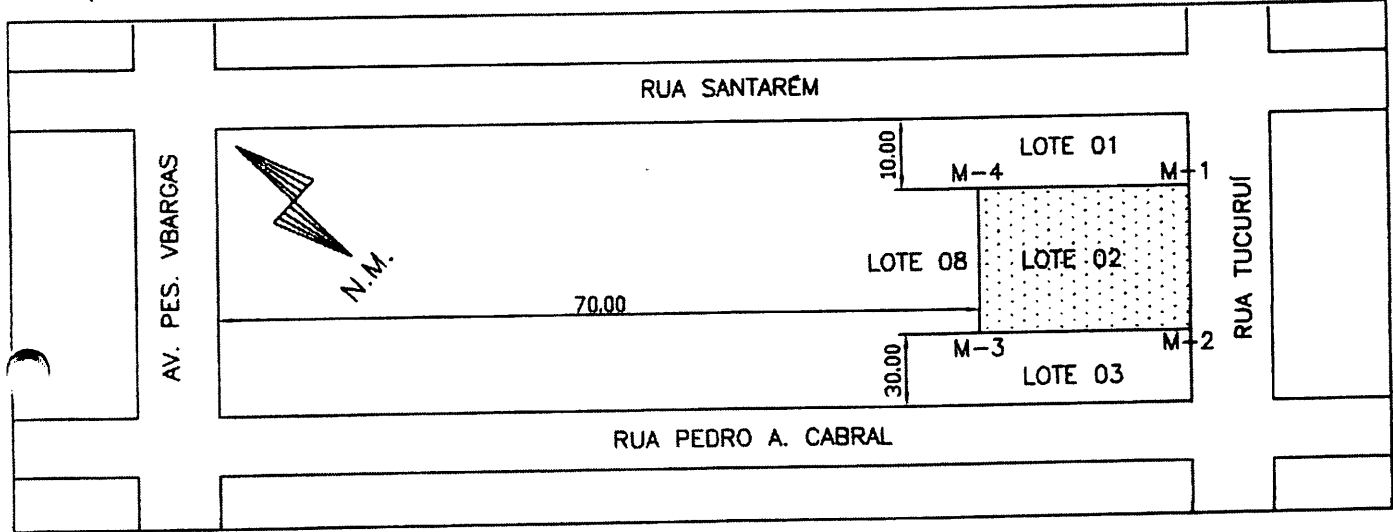 RUA SANTARÉM
AV. PES. VBARGAS
N.M.
10.00
LOTE 01
M-4
M-1
LOTE 08
LOTE 02
RUA TUCURUÍ
70.00
M-3
M-2
30.00
LOTE 03
RUA PEDRO A. CABRAL